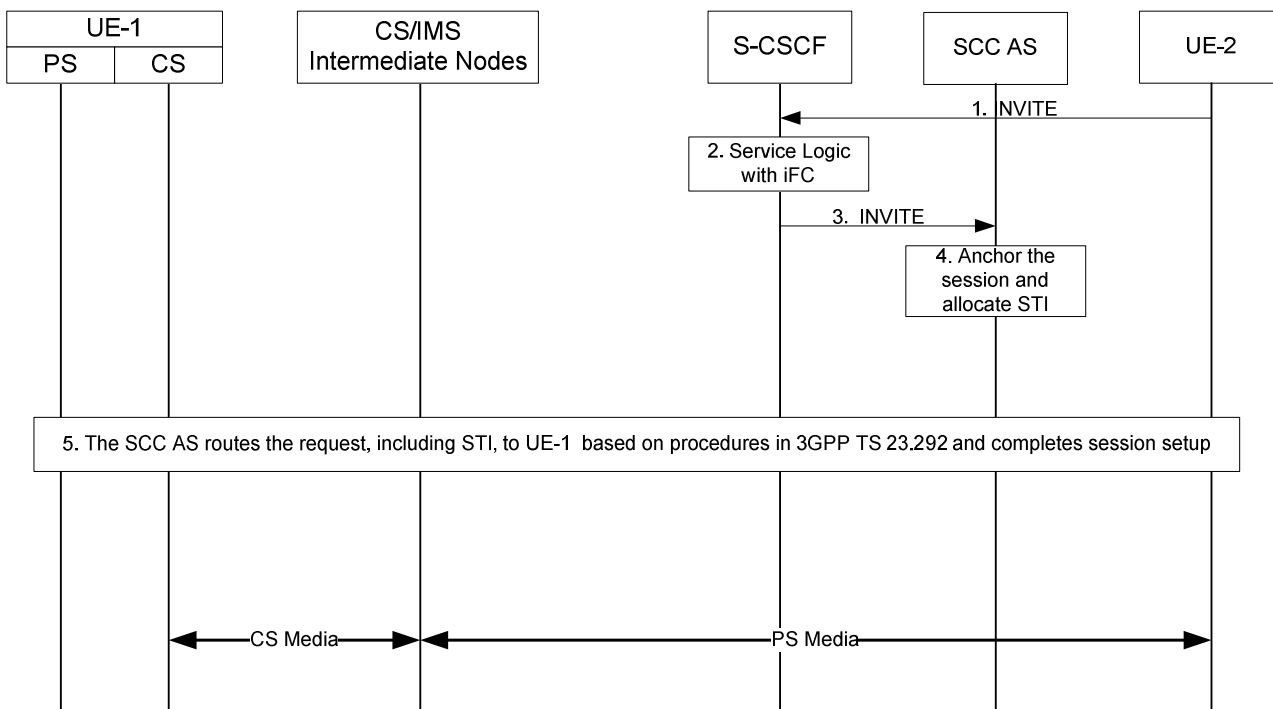 UE-1
PS
CS
CS/IMS
Intermediate Nodes
S-CSCF
SCC AS
UE-2
1. INVITE
2. Service Logic
with iFC
3. INVITE
4. Anchor the
session and
allocate STI
5. The SCC AS routes the request, including STI, to UE-1 based on procedures in 3GPP TS 23.292 and completes session setup
CS Media
PS Media